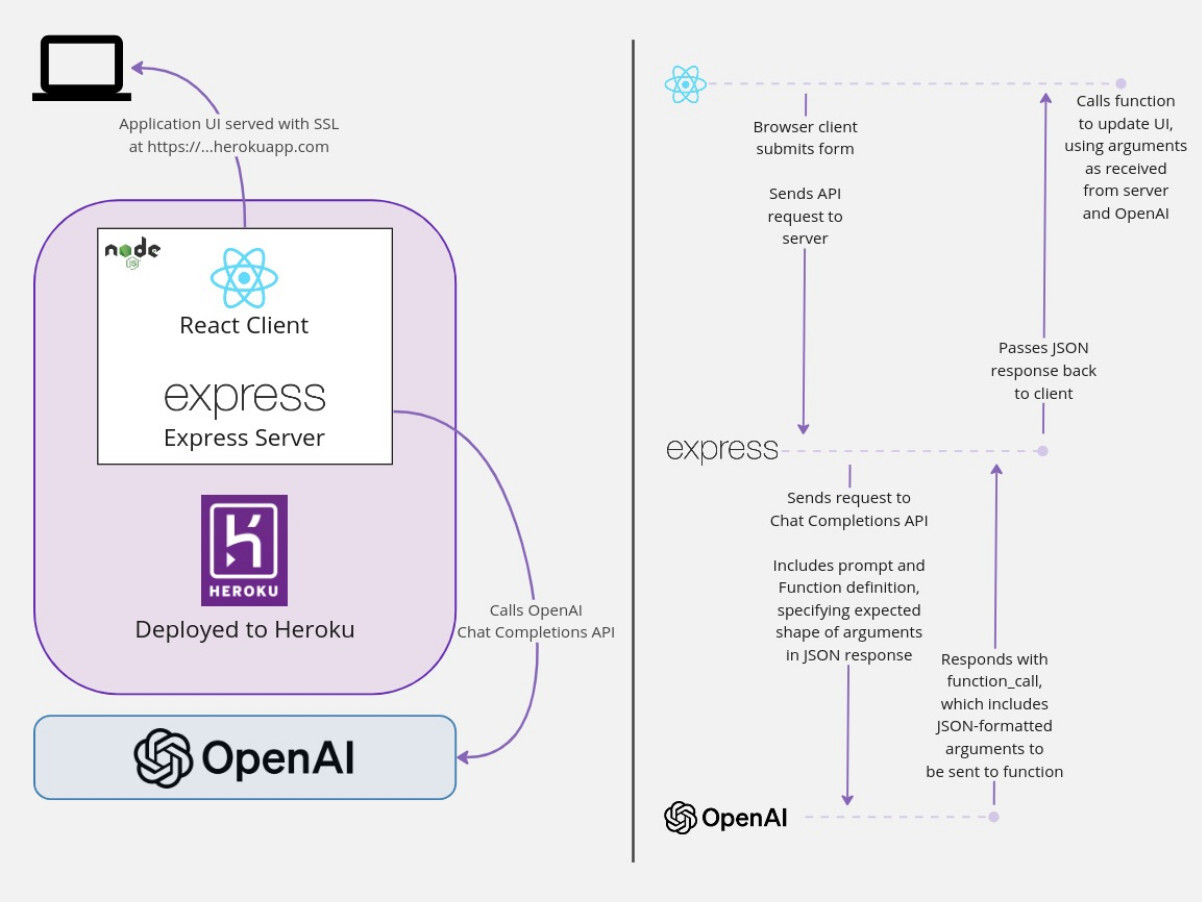 Application UI served with SSL
at https://...herokuapp.com
node
JS
React Client
express
Express Server
HEROKU
Deployed to Heroku
Calls OpenAI
Chat Completions API
OpenAI
Browser client
submits form
Sends API
request to
server
Calls function
to update UI,
using arguments
as received
from server
and OpenAI
Passes JSON
response back
to client
express
Sends request to
Chat Completions API
Includes prompt and
Function definition,
specifying expected
shape of arguments
in JSON response
Responds with
function_call,
which includes
JSON-formatted
arguments to
be sent to function
OpenAI